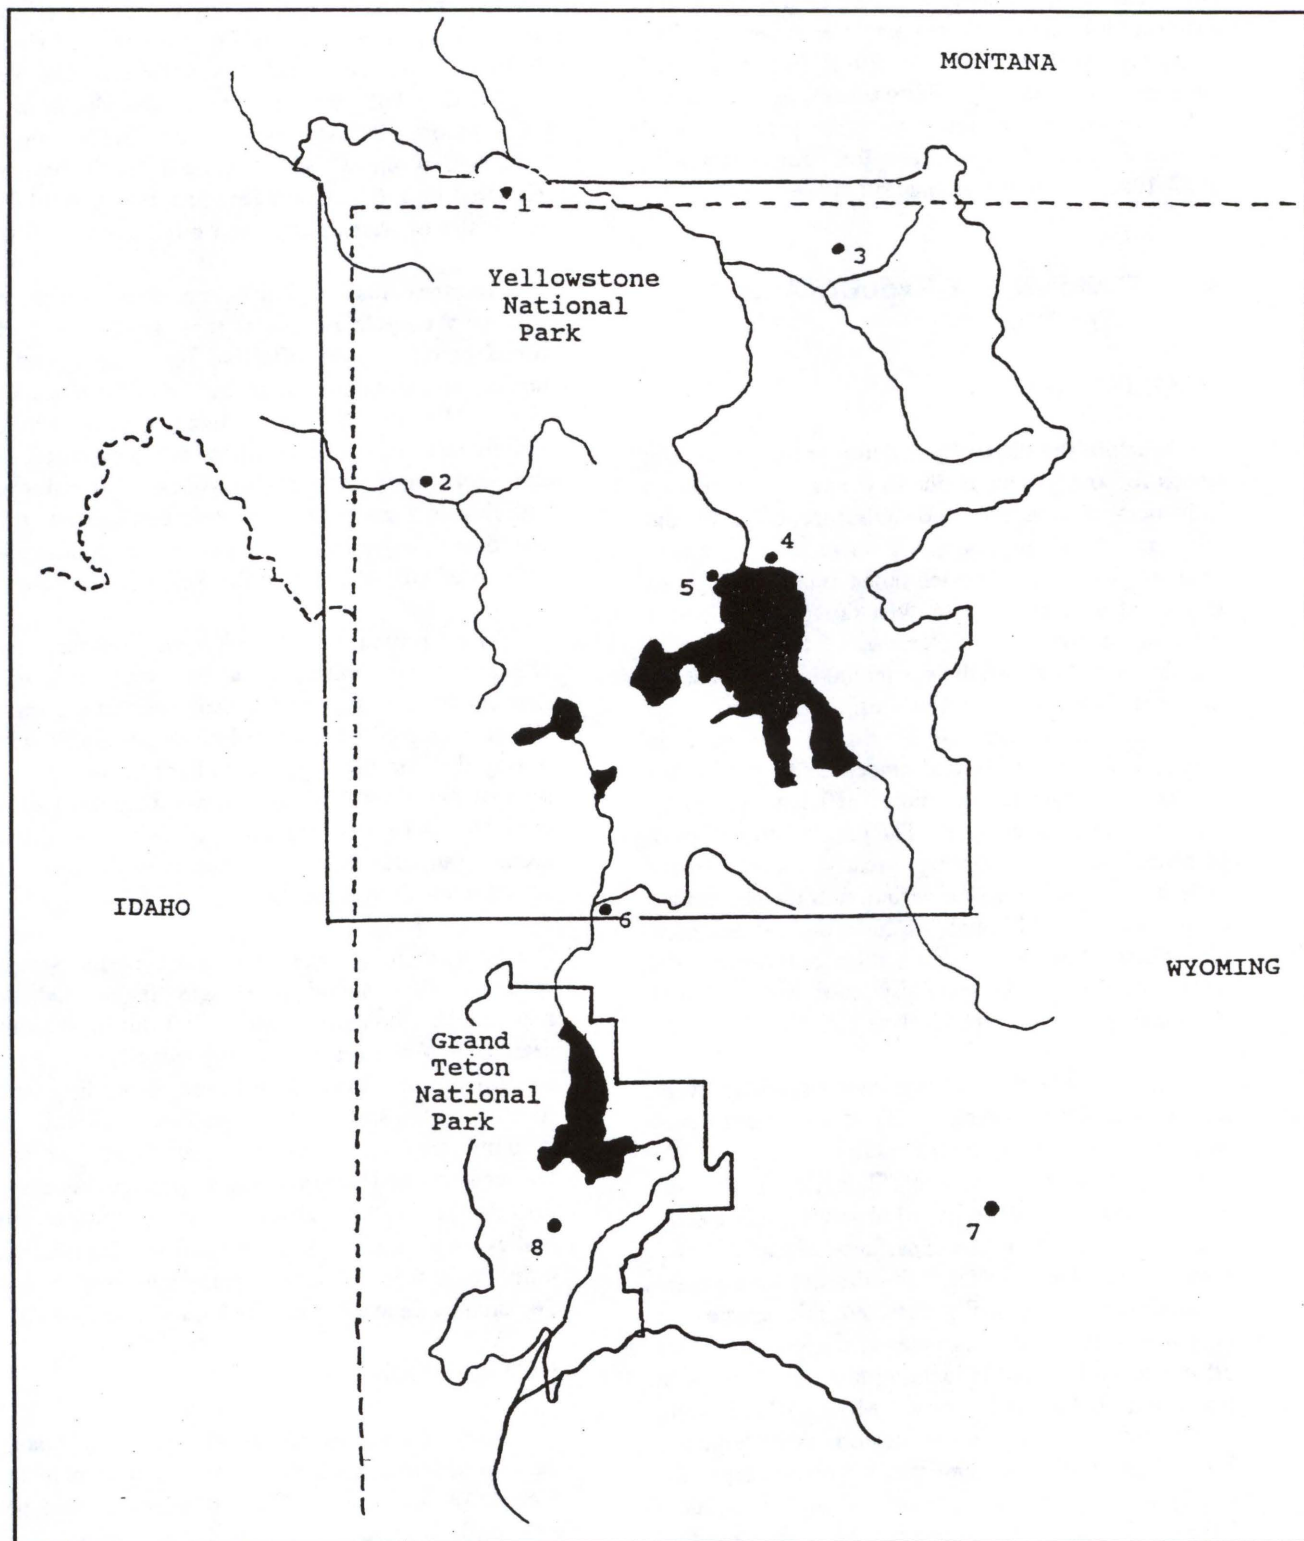 MONTANA
1
3
Yellowstone
National
Park
2
4
5
IDAHO
6
WYOMING
Grand
Teton
National
Park
7
8